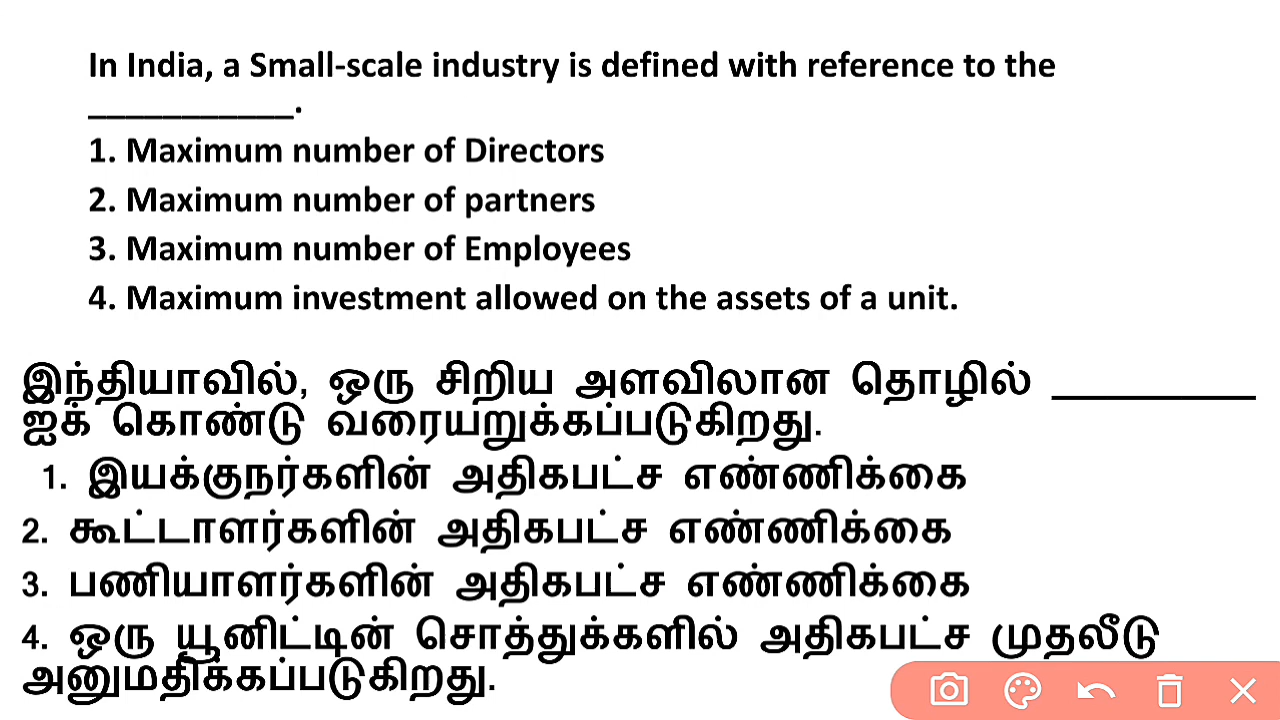 In India, a Small-scale industry is defined with reference to the
___________.
1. Maximum number of Directors
2. Maximum number of partners
3. Maximum number of Employees
4. Maximum investment allowed on the assets of a unit.
இந்தியாவில், ஒரு சிறிய அளவிலான தொழில் __________
ஐக் கொண்டு வரையறுக்கப்படுகிறது.
1. இயக்குநர்களின் அதிகபட்ச எண்ணிக்கை
2. கூட்டாளர்களின் அதிகபட்ச எண்ணிக்கை
3. பணியாளர்களின் அதிகபட்ச எண்ணிக்கை
4. ஒரு யூனிட்டின் சொத்துக்களில் அதிகபட்ச முதலீடு
அனுமதிக்கப்படுகிறது.